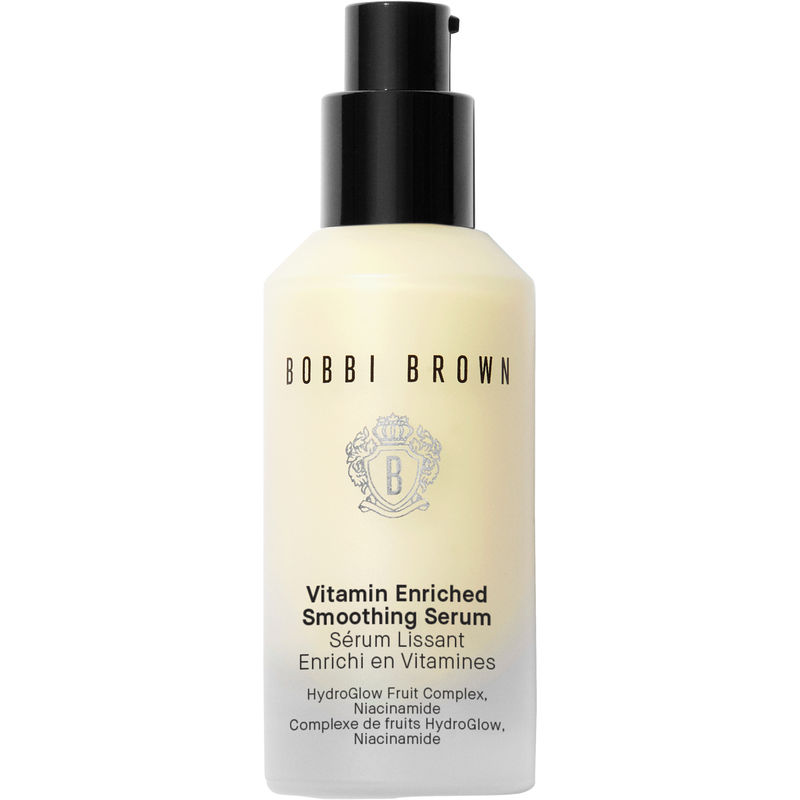 BOBBI BROWN
B
Vitamin Enriched
Smoothing Serum
Sérum Lissant
Enrichi en Vitamines
HydroGlow Fruit Complex,
Niacinamide
Complexe de fruits HydroGlow,
Niacinamide